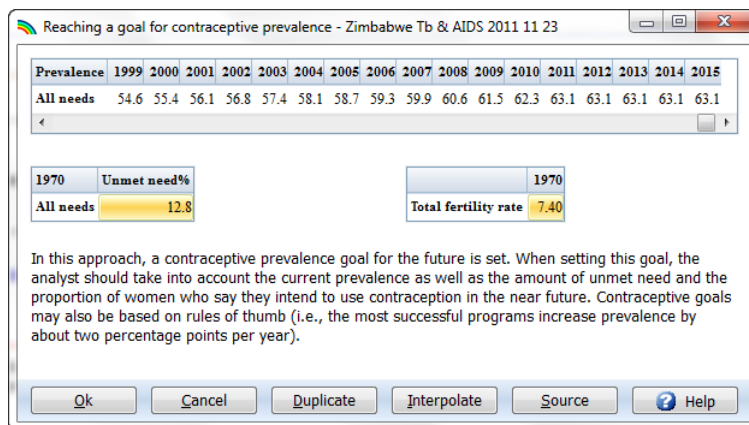 Reaching a goal for contraceptive prevalence - Zimbabwe Tb & AIDS 2011 11 23
Prevalence 1999 2000 2001 2002 2003 2004 2005 2006 2007 2008 2009 2010 2011 2012 2013 2014 2015
All needs 54.6 55.4 56.1 56.8 57.4 58.1 58.7 59.3 59.9 60.6 61.5 62.3 63.1 63.1 63.1 63.1 63.1
1970 Unmet need%
All needs 12.8
1970
Total fertility rate 7.40
In this approach, a contraceptive prevalence goal for the future is set. When setting this goal, the
analyst should take into account the current prevalence as well as the amount of unmet need and the
proportion of women who say they intend to use contraception in the near future. Contraceptive goals
may also be based on rules of thumb (i.e., the most successful programs increase prevalence by
about two percentage points per year).
Ok Cancel Duplicate Interpolate Source Help